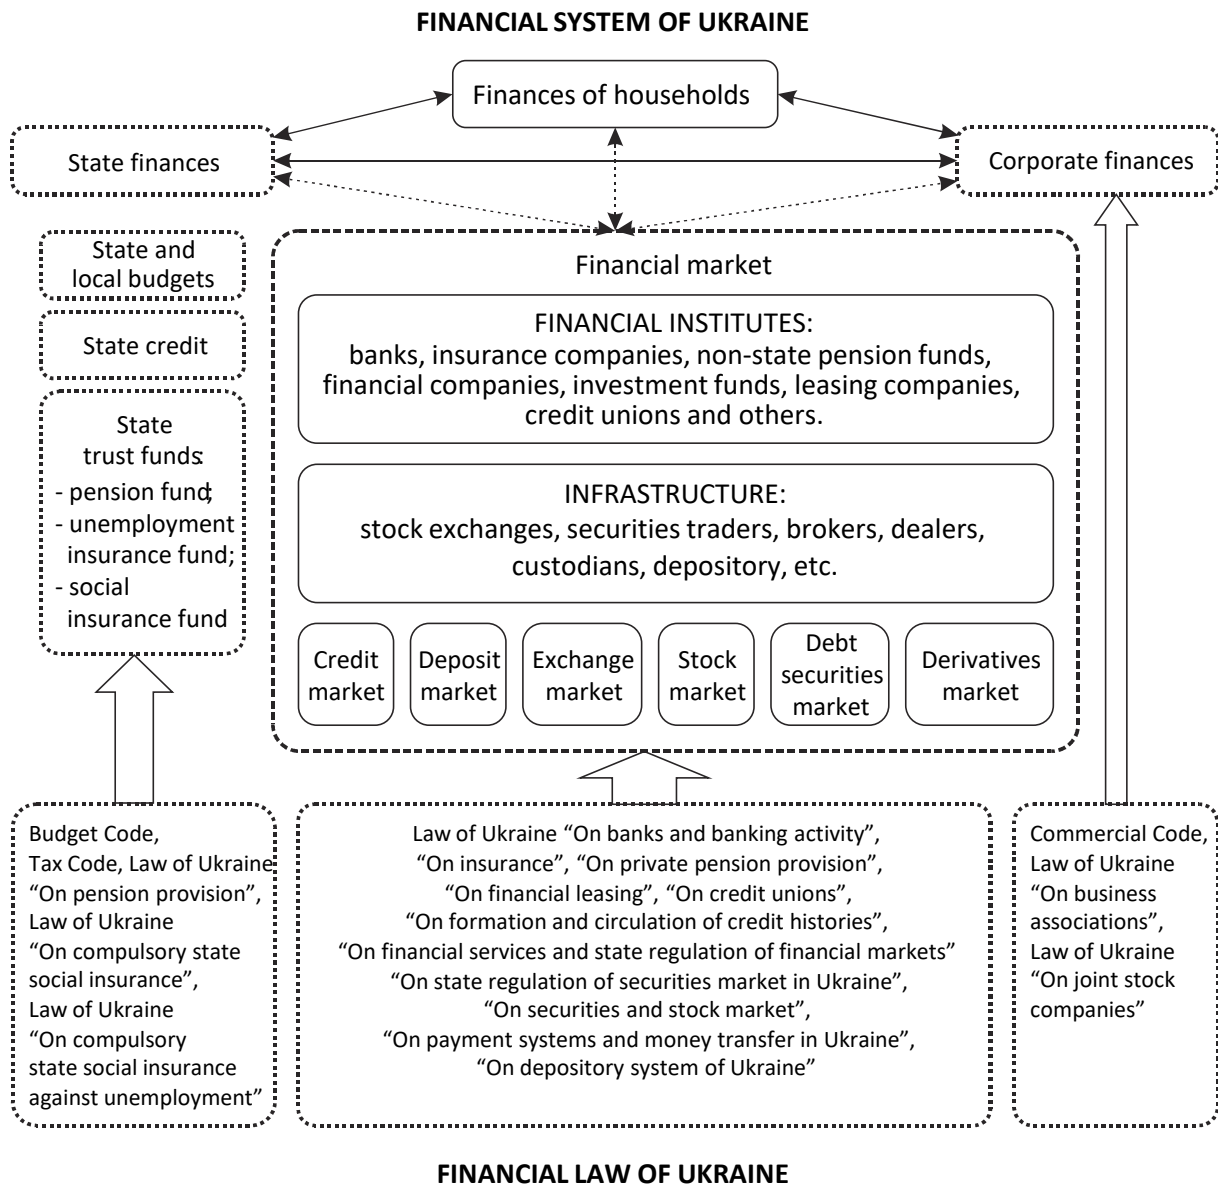 FINANCIAL SYSTEM OF UKRAINE
Finances of households
State finances
Corporate finances
State and
local budgets
State credit
State
trust funds:
- pension fund;
- unemployment
insurance fund;
- social
insurance fund
Financial market
FINANCIAL INSTITUTES:
banks, insurance companies, non-state pension funds,
financial companies, investment funds, leasing companies,
credit unions and others.
INFRASTRUCTURE:
stock exchanges, securities traders, brokers, dealers,
custodians, depository, etc.
Credit
market
Deposit
market
Exchange
market
Stock
market
Debt
securities
market
Derivatives
market
Budget Code,
Tax Code, Law of Ukraine
“On pension provision”,
Law of Ukraine
“On compulsory state
social insurance”,
Law of Ukraine
“On compulsory
state social insurance
against unemployment”
Law of Ukraine “On banks and banking activity”,
“On insurance”, “On private pension provision”,
“On financial leasing”, “On credit unions”,
“On formation and circulation of credit histories”,
“On financial services and state regulation of financial markets”
“On state regulation of securities market in Ukraine”,
“On securities and stock market”,
“On payment systems and money transfer in Ukraine”,
“On depository system of Ukraine”
Commercial Code,
Law of Ukraine
“On business
associations”,
Law of Ukraine
“On joint stock
companies”
FINANCIAL LAW OF UKRAINE